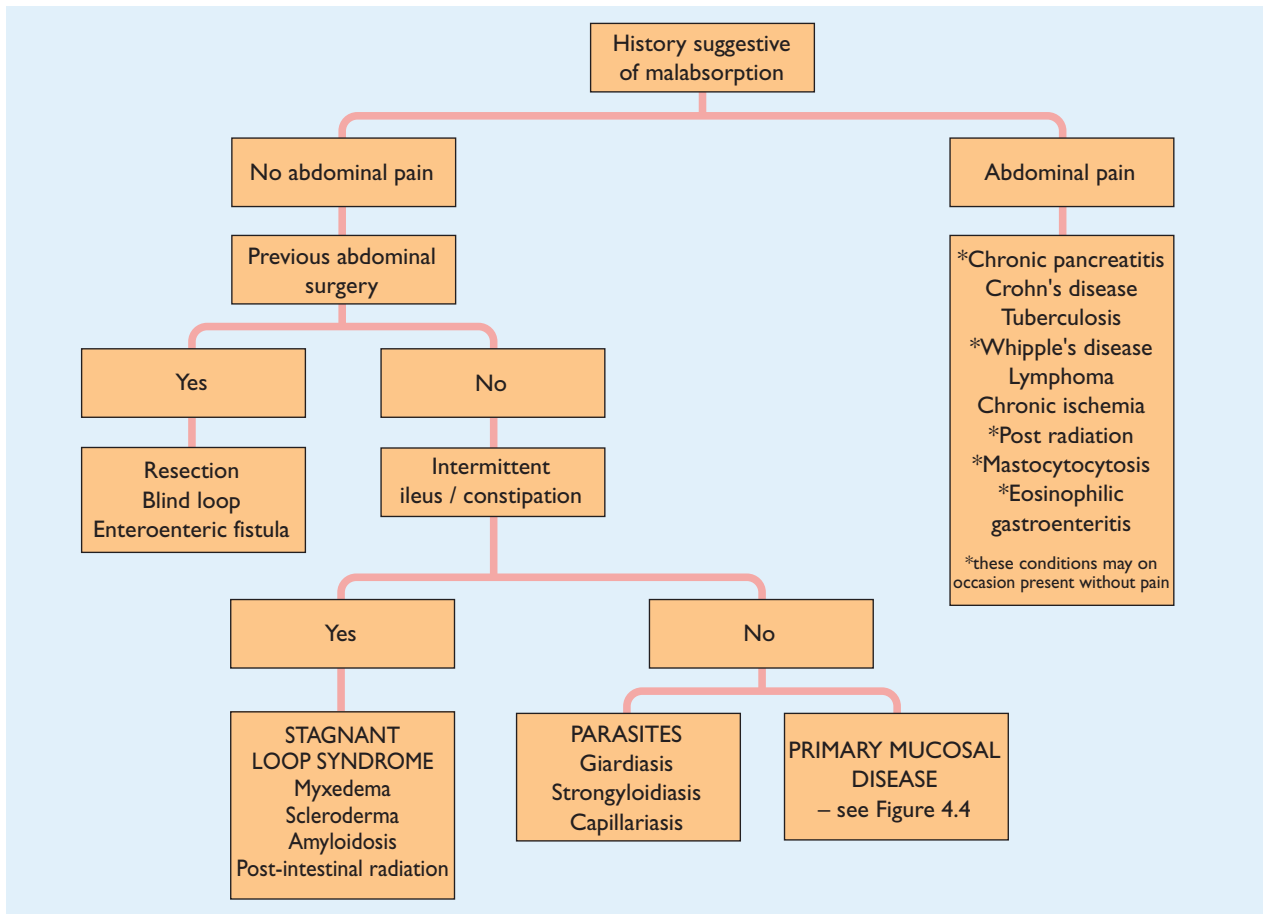 History suggestive
of malabsorption
No abdominal pain
Abdominal pain
Previous abdominal
surgery
*Chronic pancreatitis
Crohn's disease
Tuberculosis
*Whipple's disease
Lymphoma
Chronic ischemia
*Post radiation
*Mastocytocytosis
*Eosinophilic
gastroenteritis
*these conditions may on
occasion present without pain
Yes
No
Resection
Blind loop
Enteroenteric fistula
Intermittent
ileus / constipation
Yes
No
STAGNANT
LOOP SYNDROME
Myxedema
Scleroderma
Amyloidosis
Post-intestinal radiation
PARASITES
Giardiasis
Strongyloidiasis
Capillariasis
PRIMARY MUCOSAL
DISEASE
– see Figure 4.4